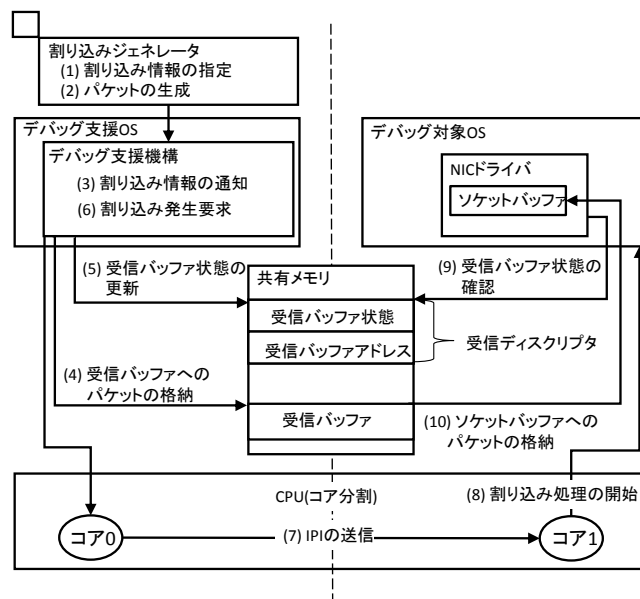 割り込みジェネレータ
(1) 割り込み情報の指定
(2) パケットの生成
デバッグ支援OS
デバッグ支援機構
(3) 割り込み情報の通知
(6) 割り込み発生要求
デバッグ対象OS
NICドライバ
ソケットバッファ
(5) 受信バッファ状態の
更新
共有メモリ
受信バッファ状態
受信バッファアドレス
受信バッファ
(9) 受信バッファ状態の
確認
受信ディスクリプタ
(4) 受信バッファへの
パケットの格納
(10) ソケットバッファへの
パケットの格納
CPU(コア分割)
(8) 割り込み処理の開始
コア0
(7) IPIの送信
コア1